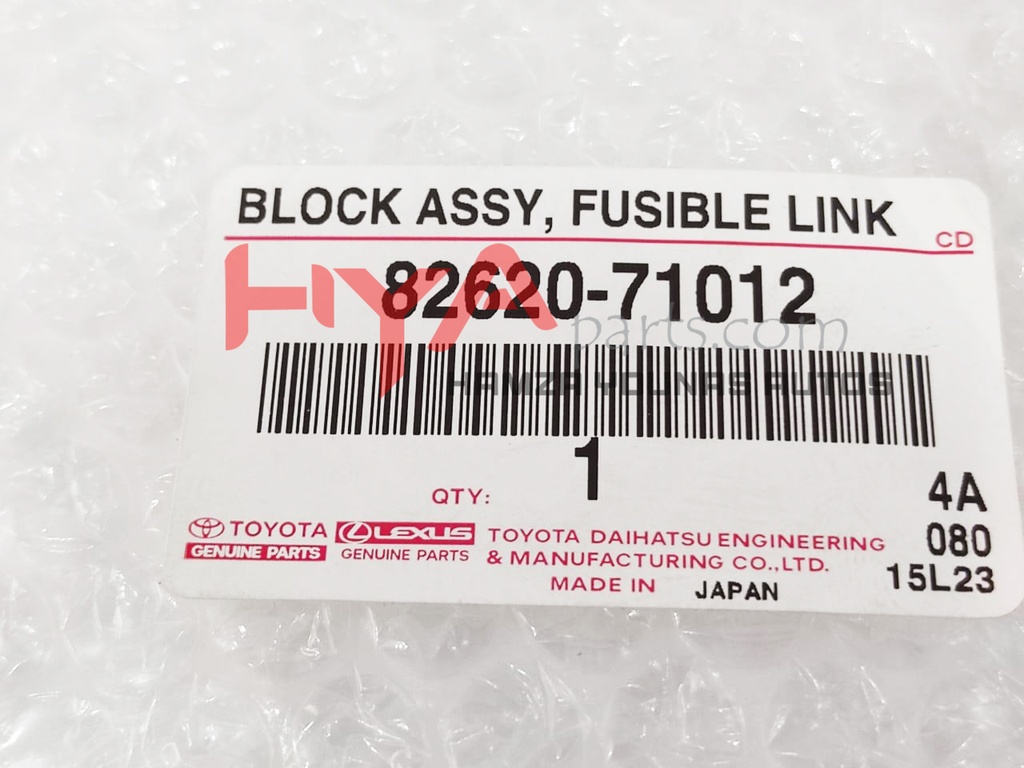 BLOCK ASSY, FUSIBLE LINK
CD
82620-71012
HYA parts.com
HAMZA YOUNAS AUTOS
1
QTY:
4A
TOYOTA LEXUS TOYOTA DAIHATSU ENGINEERING 080
GENUINE PARTS GENUINE PARTS & MANUFACTURING CO.,LTD.
MADE IN JAPAN 15L23